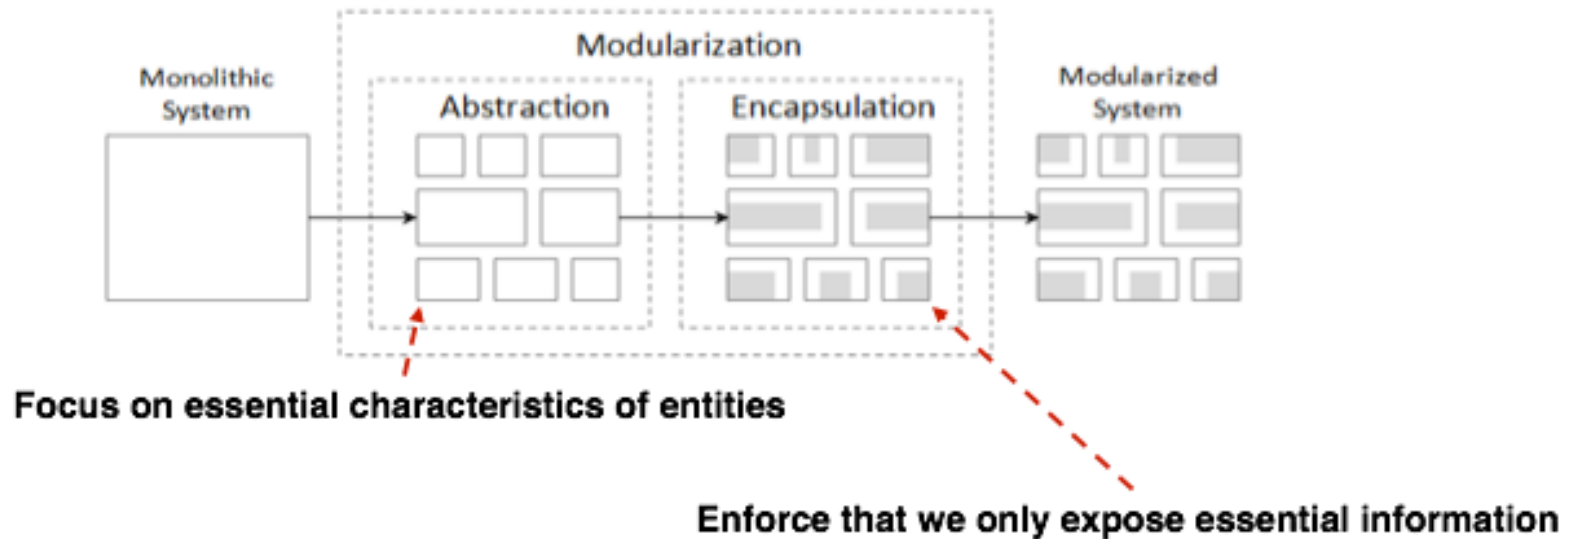 Modularization
Monolithic
System
Abstraction
Encapsulation
Modularized
System
Focus on essential characteristics of entities
Enforce that we only expose essential information